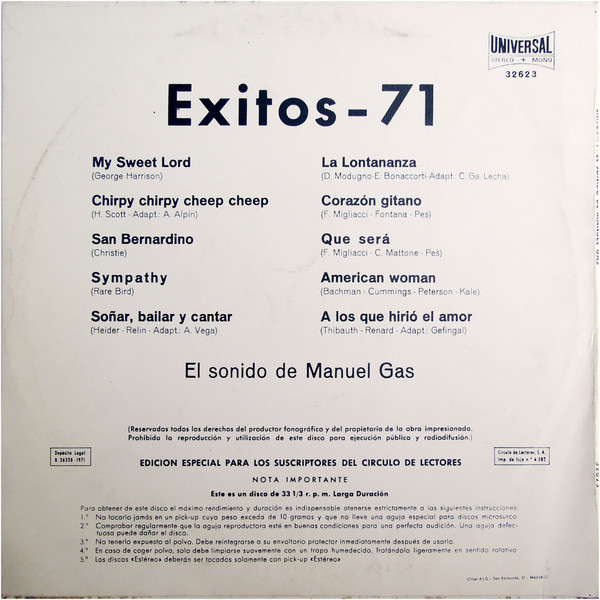 UNIVERSAL
STEREO + MONO
32623
Exitos - 71
My Sweet Lord
(George Harrison)
Chirpy chirpy cheep cheep
(H. Scott - Adapt.: A. Alpín)
San Bernardino
(Christie)
Sympathy
(Rare Bird)
Soñar, bailar y cantar
(Heider - Relin - Adapt.: A. Vega)
La Lontananza
(D. Modugno-E. Bonaccorti-Adapt.: C. Ga. Lecha)
Corazón gitano
(F. Migliacci - Fontana - Pes)
Que será
(F. Migliacci - C. Mattone - Pes)
American woman
(Bachman - Cummings - Peterson - Kale)
A los que hirió el amor
(Thibauth - Renard - Adapt.: Gefingal)
El sonido de Manuel Gas
(Reservados todos los derechos del productor fonográfico y del propietario de la obra impresionada.
Prohibida la reproducción y utilización de este disco para ejecución pública y radiodifusión.)
Depósito Legal
B. 36528 - 1971
Círculo de Lectores, S. A.
Imp. de lujo n.º 4.502
EDICION ESPECIAL PARA LOS SUSCRIPTORES DEL CIRCULO DE LECTORES
NOTA IMPORTANTE
Este es un disco de 33 1/3 r. p. m. Larga Duración
Para obtener de este disco el máximo rendimiento y duración es indispensable atenerse estrictamente a las siguientes instrucciones:
1.º No tocarlo jamás en un pick-up cuyo peso exceda de 10 gramos y que no lleve una aguja especial para discos microsurco.
2.º Comprobar regularmente que la aguja reproductora esté en buenas condiciones para una perfecta audición. Una aguja defec-
tuosa puede dañar el disco.
3.º No tenerlo expuesto al polvo. Debe reintegrarse a su envoltorio protector inmediatamente después de tocarlo.
4.º En caso de coger polvo, solo debe limpiarse suavemente con un trapo humedecido, frotándolo ligeramente en sentido rotativo
5.º Los discos «Estéreo» deberán ser tocados solamente con pick-up «Estéreo»